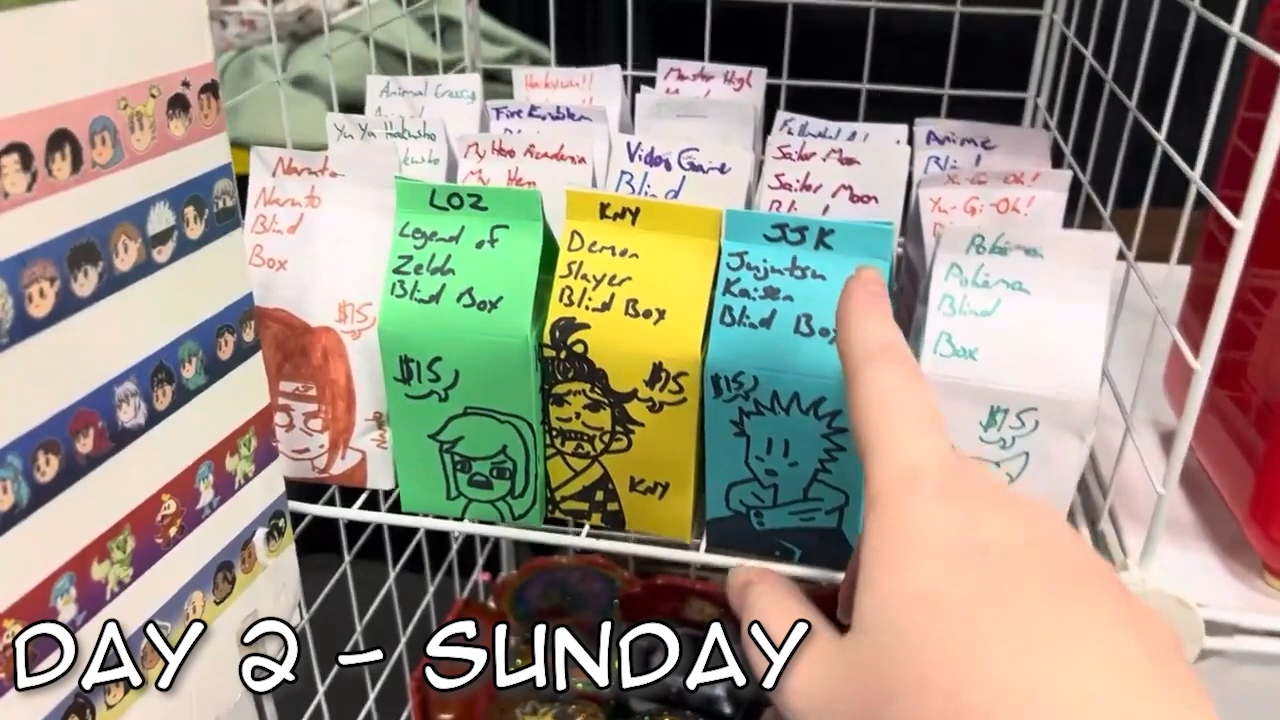 Animal Crossing
Haikyuu!!
Monster High
Yu Yu Hakusho
Fire Emblem
My Hero Academia
My Hero
Video Game
Blind
Sailor Moon
Sailor Moon
Anime
Yu-Gi-Oh!
Yu-Gi-Oh!
Naruto
Naruto
Blind
Box
$15
LOZ
Legend of
Zelda
Blind Box
$15
KNY
Demon
Slayer
Blind Box
$15
KNY
JJK
Jujutsu
Kaisen
Blind Box
$15
Pokémon
Pokémon
Blind
Box
$15
DAY 2 - SUNDAY